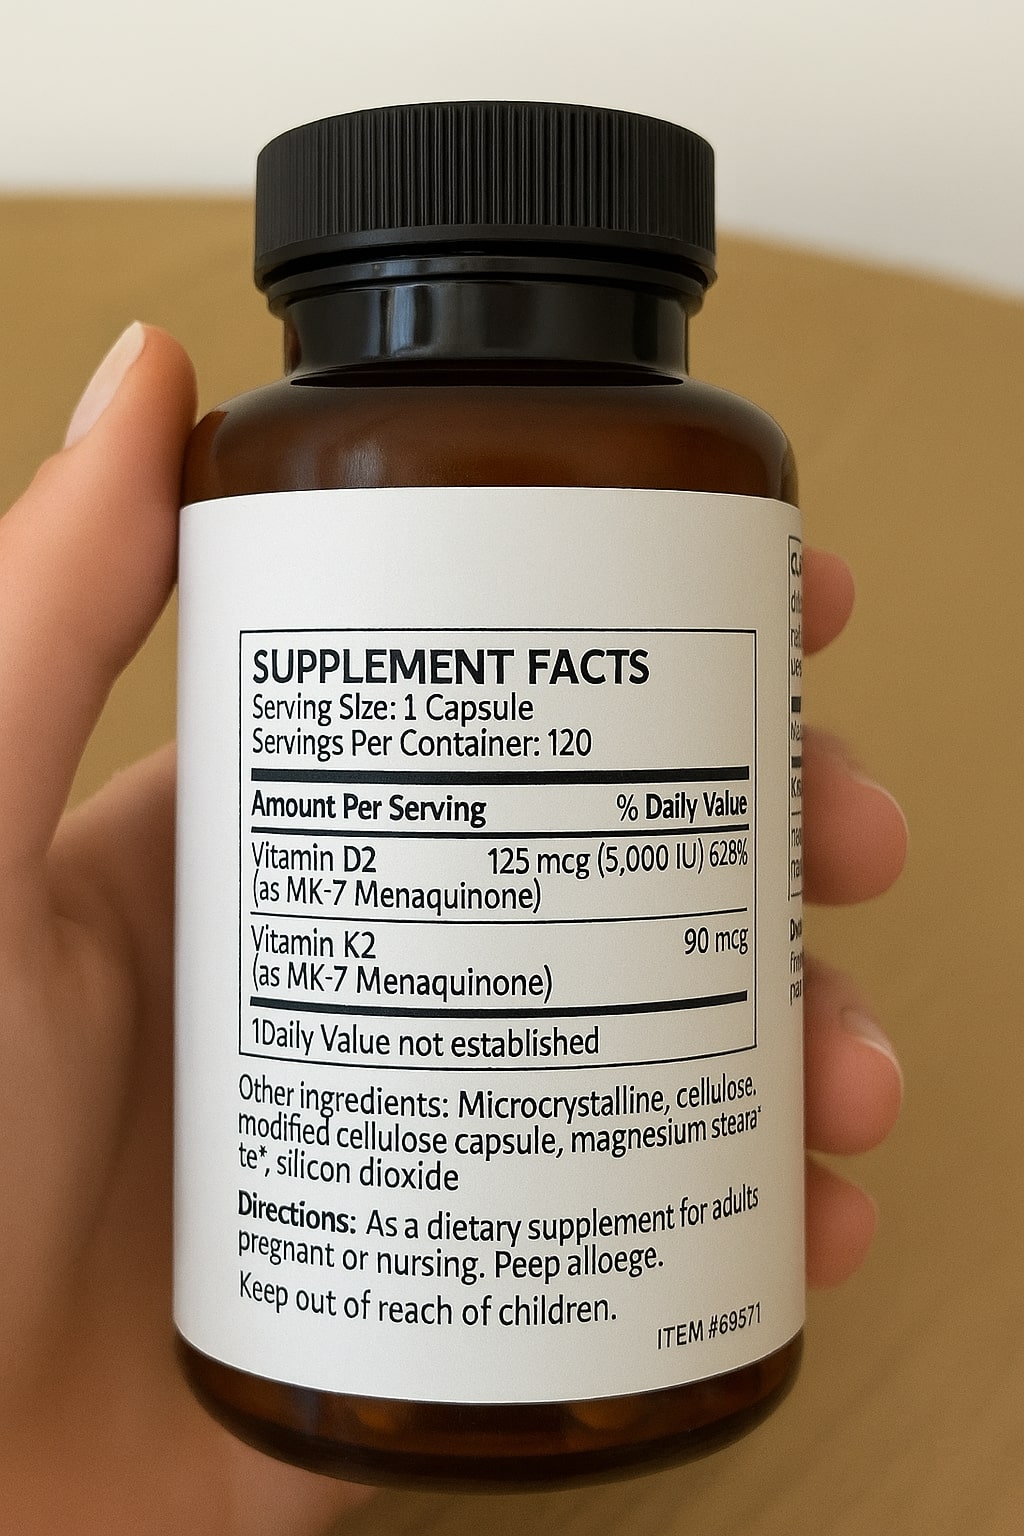 SUPPLEMENT FACTS
Serving SIze: 1 Capsule
Servings Per Container: 120
Amount Per Serving % Daily Value
Vitamin D2 125 mcg (5,000 IU) 628%
(as MK-7 Menaquinone)
Vitamin K2 90 mcg
(as MK-7 Menaquinone)
1Daily Value not established
Other ingredients: Microcrystalline, cellulose.
modified cellulose capsule, magnesium steara*
te*, silicon dioxide
Directions: As a dietary supplement for adults
pregnant or nursing. Peep alloege.
Keep out of reach of children.
ITEM #69571